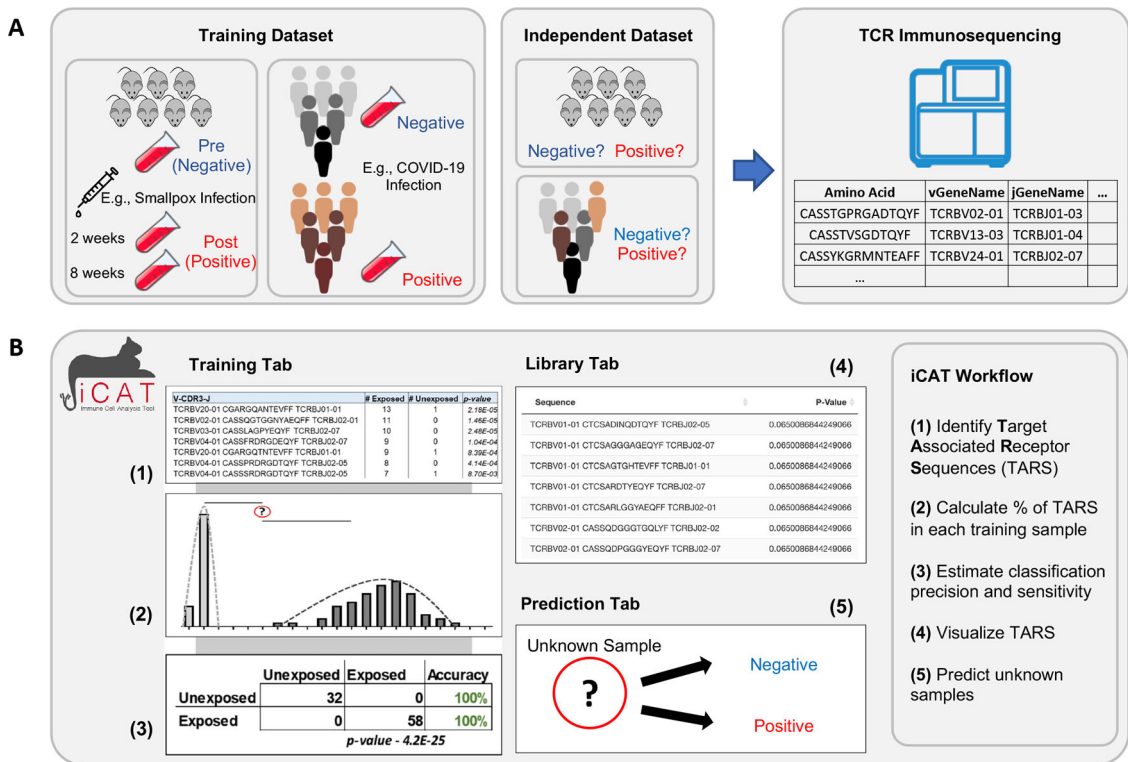 A
Training Dataset
Pre
(Negative)
E.g., Smallpox Infection
2 weeks
Post
(Positive)
8 weeks
Negative
E.g., COVID-19
Infection
Positive
Independent Dataset
Negative? Positive?
Negative?
Positive?
TCR Immunosequencing
Amino Acid vGeneName jGeneName ...
CASSTGPRGADTQYF TCRBV02-01 TCRBJ01-03
CASSTVSGDTQYF TCRBV13-03 TCRBJ01-04
CASSYKGRMNTEAFF TCRBV24-01 TCRBJ02-07
...
B
iCAT
Immune Cell Analysis Tool
Training Tab
V-CDR3-J # Exposed # Unexposed p-value
TCRBV20-01 CGARGQANTEVFF TCRBJ01-01 13 1 2.18E-05
TCRBV02-01 CASSQGTGGNYAEQFF TCRBJ02-01 11 0 1.46E-05
TCRBV03-01 CASSLAGPYEQYF TCRBJ02-07 10 0 2.48E-05
TCRBV04-01 CASSFRDRGDEQYF TCRBJ02-07 9 0 1.04E-04
TCRBV20-01 CGARGQTNTEVFF TCRBJ01-01 9 1 8.39E-04
TCRBV04-01 CASSPRDRGDTQYF TCRBJ02-05 8 0 4.14E-04
TCRBV04-01 CASSSRDRGDTQYF TCRBJ02-05 7 1 8.70E-03
(1)
?
(2)
Unexposed Exposed Accuracy
Unexposed 32 0 100%
Exposed 0 58 100%
p-value - 4.2E-25
(3)
Library Tab
(4)
Sequence P-Value
TCRBV01-01 CTCSADINQDTQYF TCRBJ02-05 0.0650086844249066
TCRBV01-01 CTCSAGGGAGEQYF TCRBJ02-07 0.0650086844249066
TCRBV01-01 CTCSAGTGHTEVFF TCRBJ01-01 0.0650086844249066
TCRBV01-01 CTCSARDTYEQYF TCRBJ02-07 0.0650086844249066
TCRBV01-01 CTCSARLGGYAEQFF TCRBJ02-01 0.0650086844249066
TCRBV02-01 CASSQDGGGTGQLYF TCRBJ02-02 0.0650086844249066
TCRBV02-01 CASSQDPGGGYEQYF TCRBJ02-07 0.0650086844249066
Prediction Tab
(5)
Unknown Sample
?
Negative
Positive
iCAT Workflow
(1) Identify Target
Associated Receptor
Sequences (TARS)
(2) Calculate % of TARS
in each training sample
(3) Estimate classification
precision and sensitivity
(4) Visualize TARS
(5) Predict unknown
samples